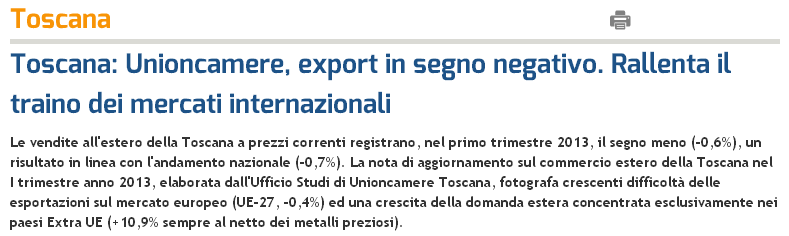 Toscana
Toscana: Unioncamere, export in segno negativo. Rallenta il
traino dei mercati internazionali
Le vendite all'estero della Toscana a prezzi correnti registrano, nel primo trimestre 2013, il segno meno (-0,6%), un
risultato in linea con l'andamento nazionale (-0,7%). La nota di aggiornamento sul commercio estero della Toscana nel
I trimestre anno 2013, elaborata dall'Ufficio Studi di Unioncamere Toscana, fotografa crescenti difficoltà delle
esportazioni sul mercato europeo (UE-27, -0,4%) ed una crescita della domanda estera concentrata esclusivamente nei
paesi Extra UE (+10,9% sempre al netto dei metalli preziosi).